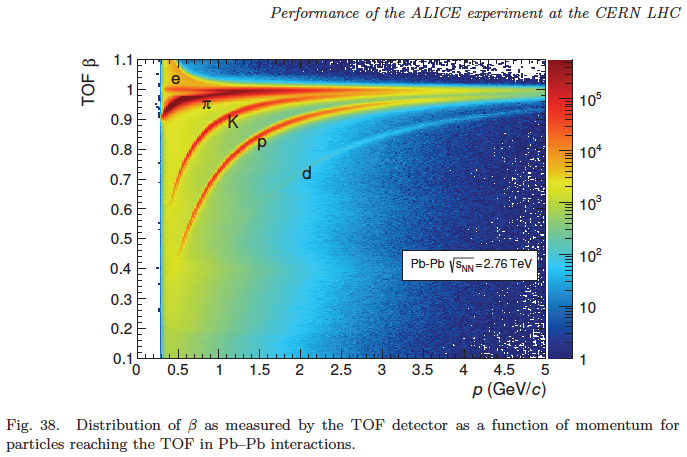 Performance of the ALICE experiment at the CERN LHC
TOF β
1.1
1
0.9
0.8
0.7
0.6
0.5
0.4
0.3
0.2
0.1
e
π
K
p
d
Pb-Pb √sNN=2.76 TeV
10⁵
10⁴
10³
10²
10
1
0 0.5 1 1.5 2 2.5 3 3.5 4 4.5 5
p (GeV/c)
Fig. 38. Distribution of β as measured by the TOF detector as a function of momentum for
particles reaching the TOF in Pb–Pb interactions.